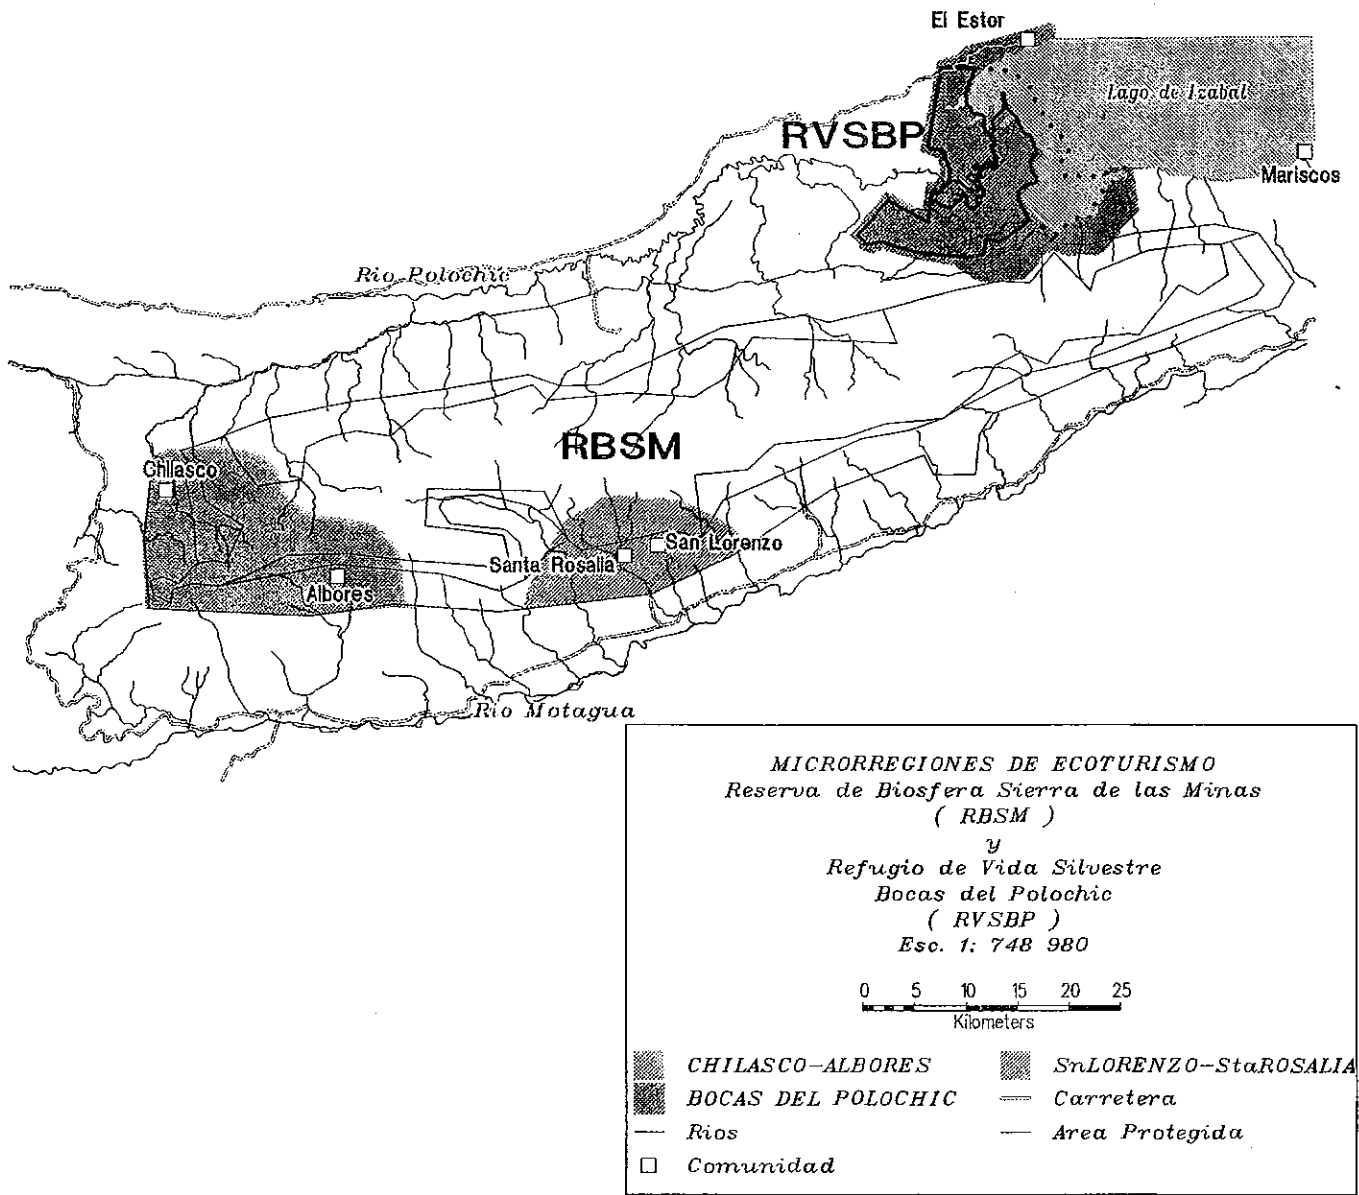 El Estor
Lago de Izabal
RVSBP
Mariscos
Rio Polochic
RBSM
Chilasco
San Lorenzo
Santa Rosalia
Albores
Rio Motagua
MICRORREGIONES DE ECOTURISMO
Reserva de Biosfera Sierra de las Minas
( RBSM )
y
Refugio de Vida Silvestre
Bocas del Polochic
( RVSBP )
Esc. 1: 748 980
0 5 10 15 20 25
Kilometers
CHILASCO-ALBORES
SnLORENZO-StaROSALIA
BOCAS DEL POLOCHIC
Carretera
Rios
Area Protegida
Comunidad